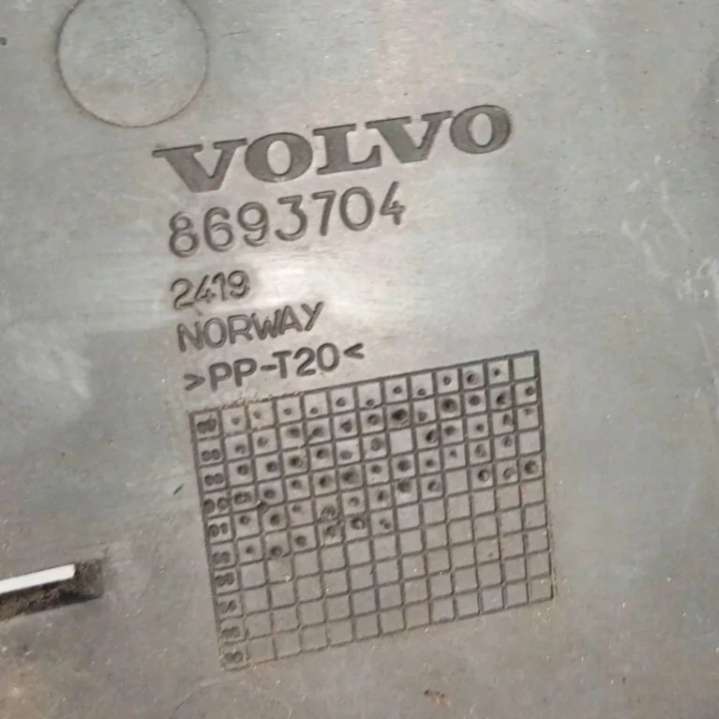 VOLVO
8693704
2419
NORWAY
>PP-T20<